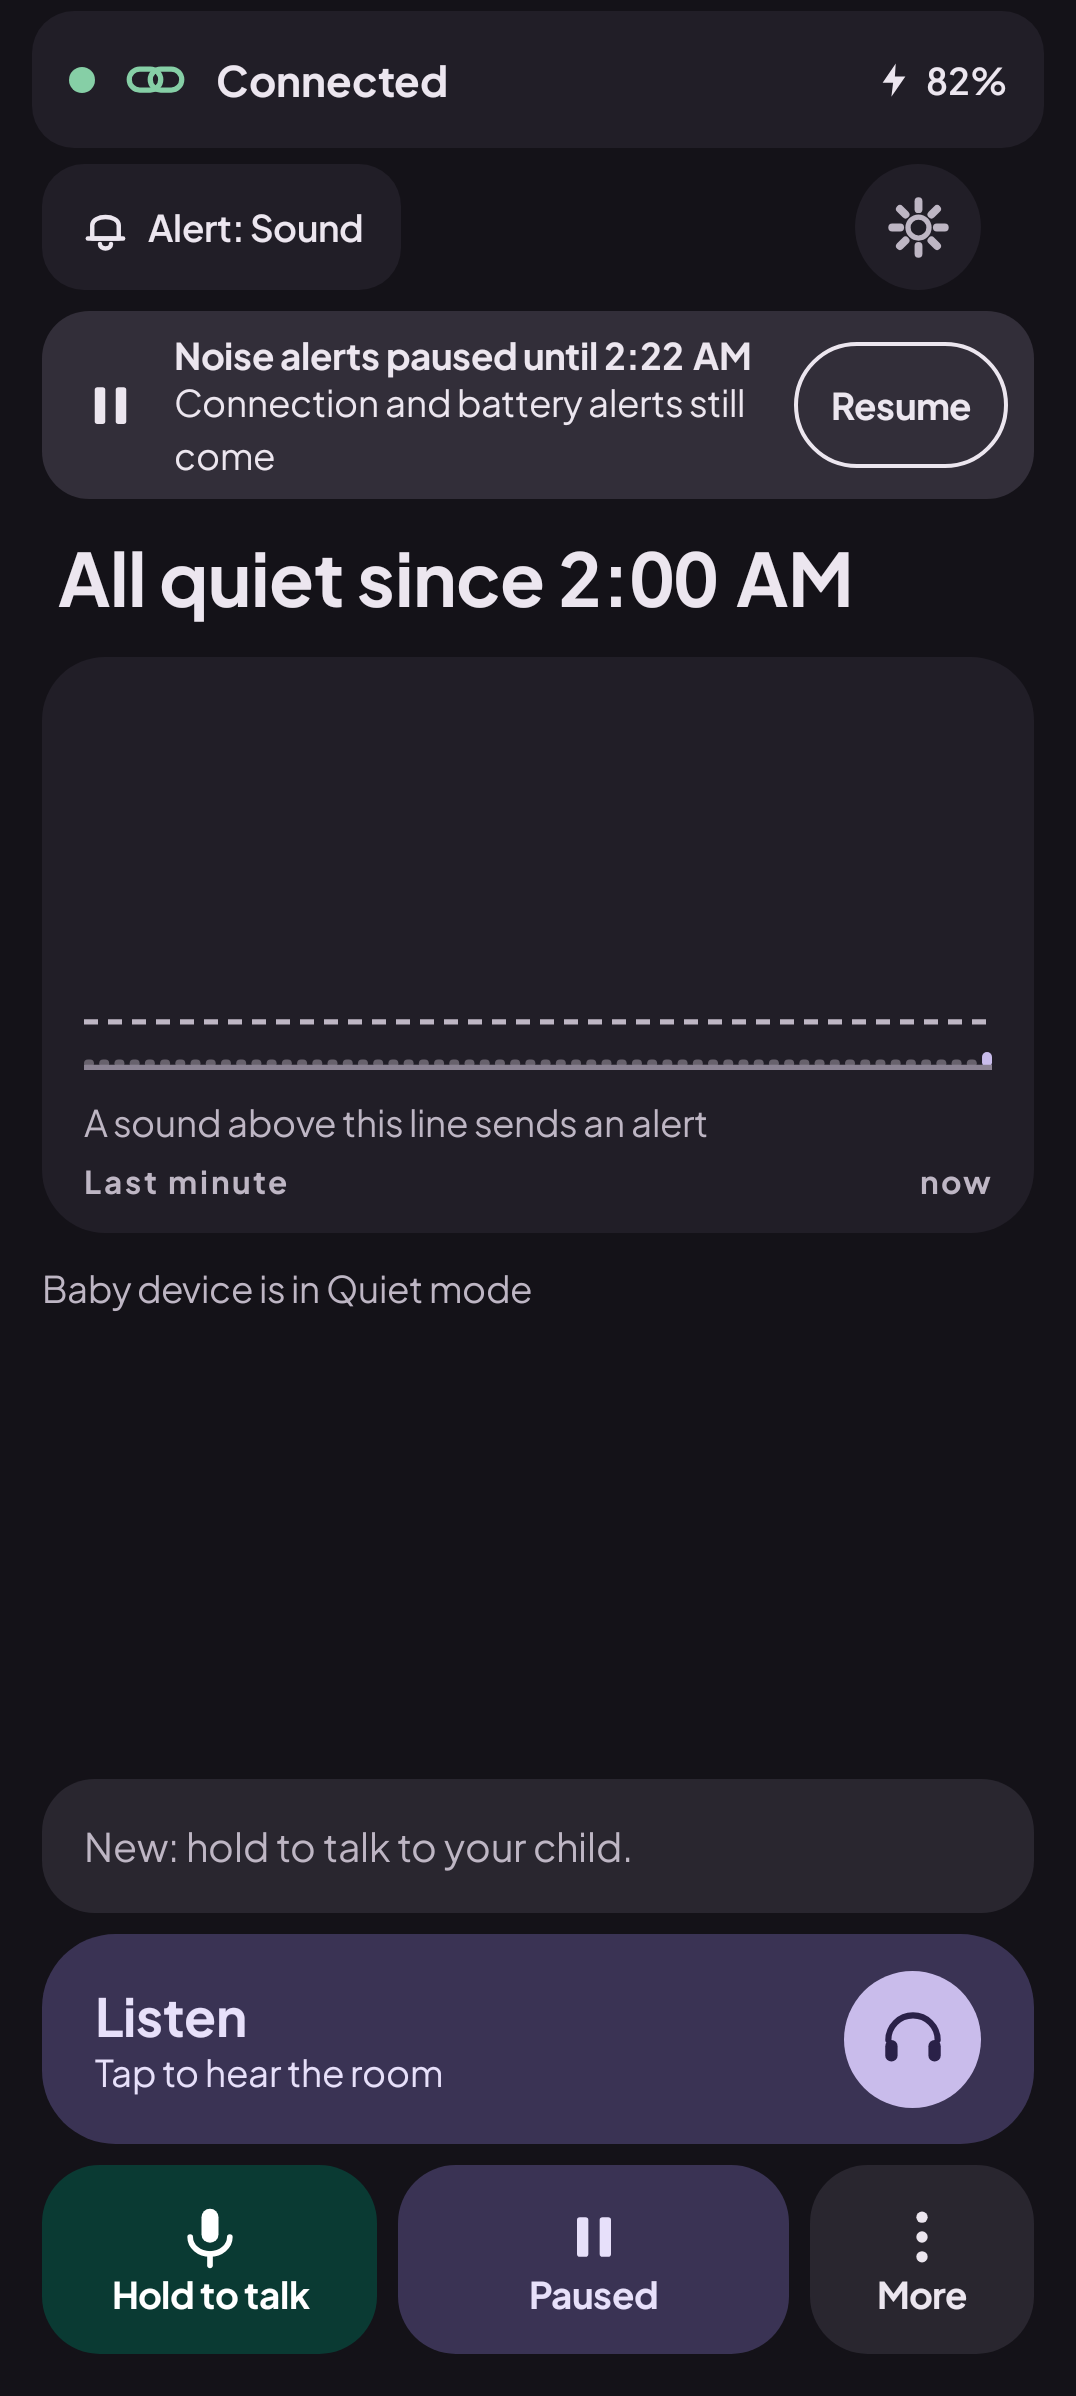 Connected
82%
Alert: Sound
Noise alerts paused until 2:22 AM
Connection and battery alerts still
come
Resume
All quiet since 2:00 AM
A sound above this line sends an alert
Last minute
now
Baby device is in Quiet mode
New: hold to talk to your child.
Listen
Tap to hear the room
Hold to talk
Paused
More